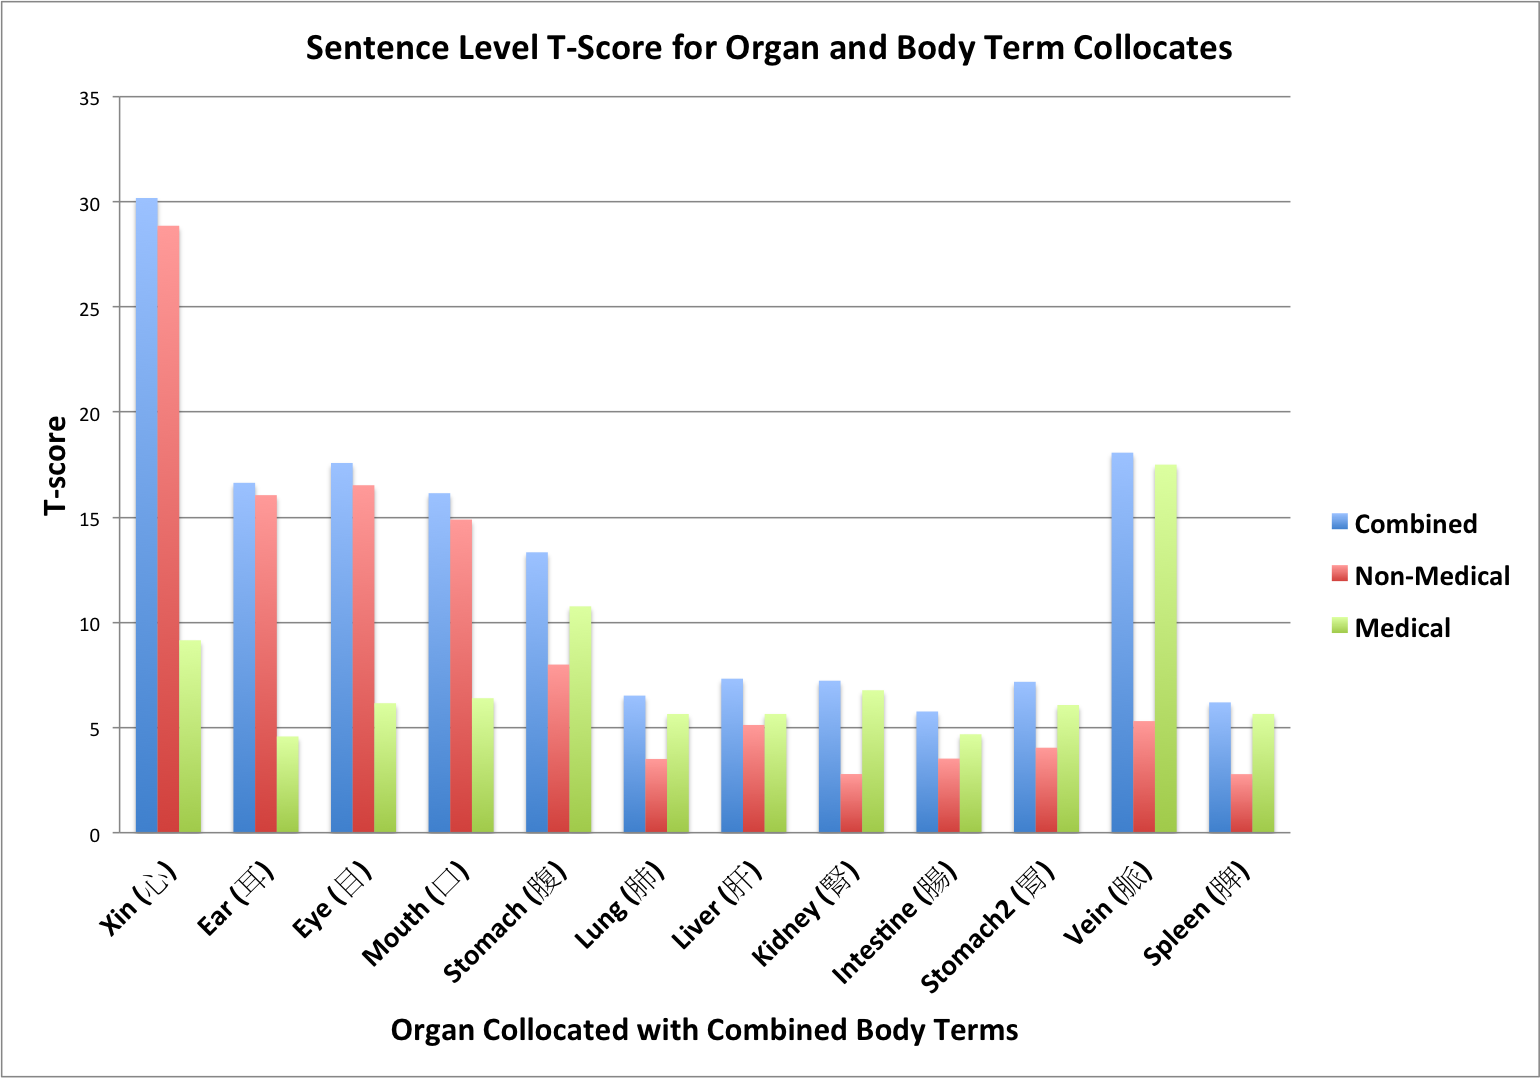 Sentence Level T-Score for Organ and Body Term Collocates
35
30
25
20
15
10
5
0
T-score
Xin (心)
Ear (耳)
Eye (目)
Mouth (口)
Stomach (腹)
Lung (肺)
Liver (肝)
Kidney (腎)
Intestine (腸)
Stomach2 (胃)
Vein (脈)
Spleen (脾)
Organ Collocated with Combined Body Terms
Combined
Non-Medical
Medical